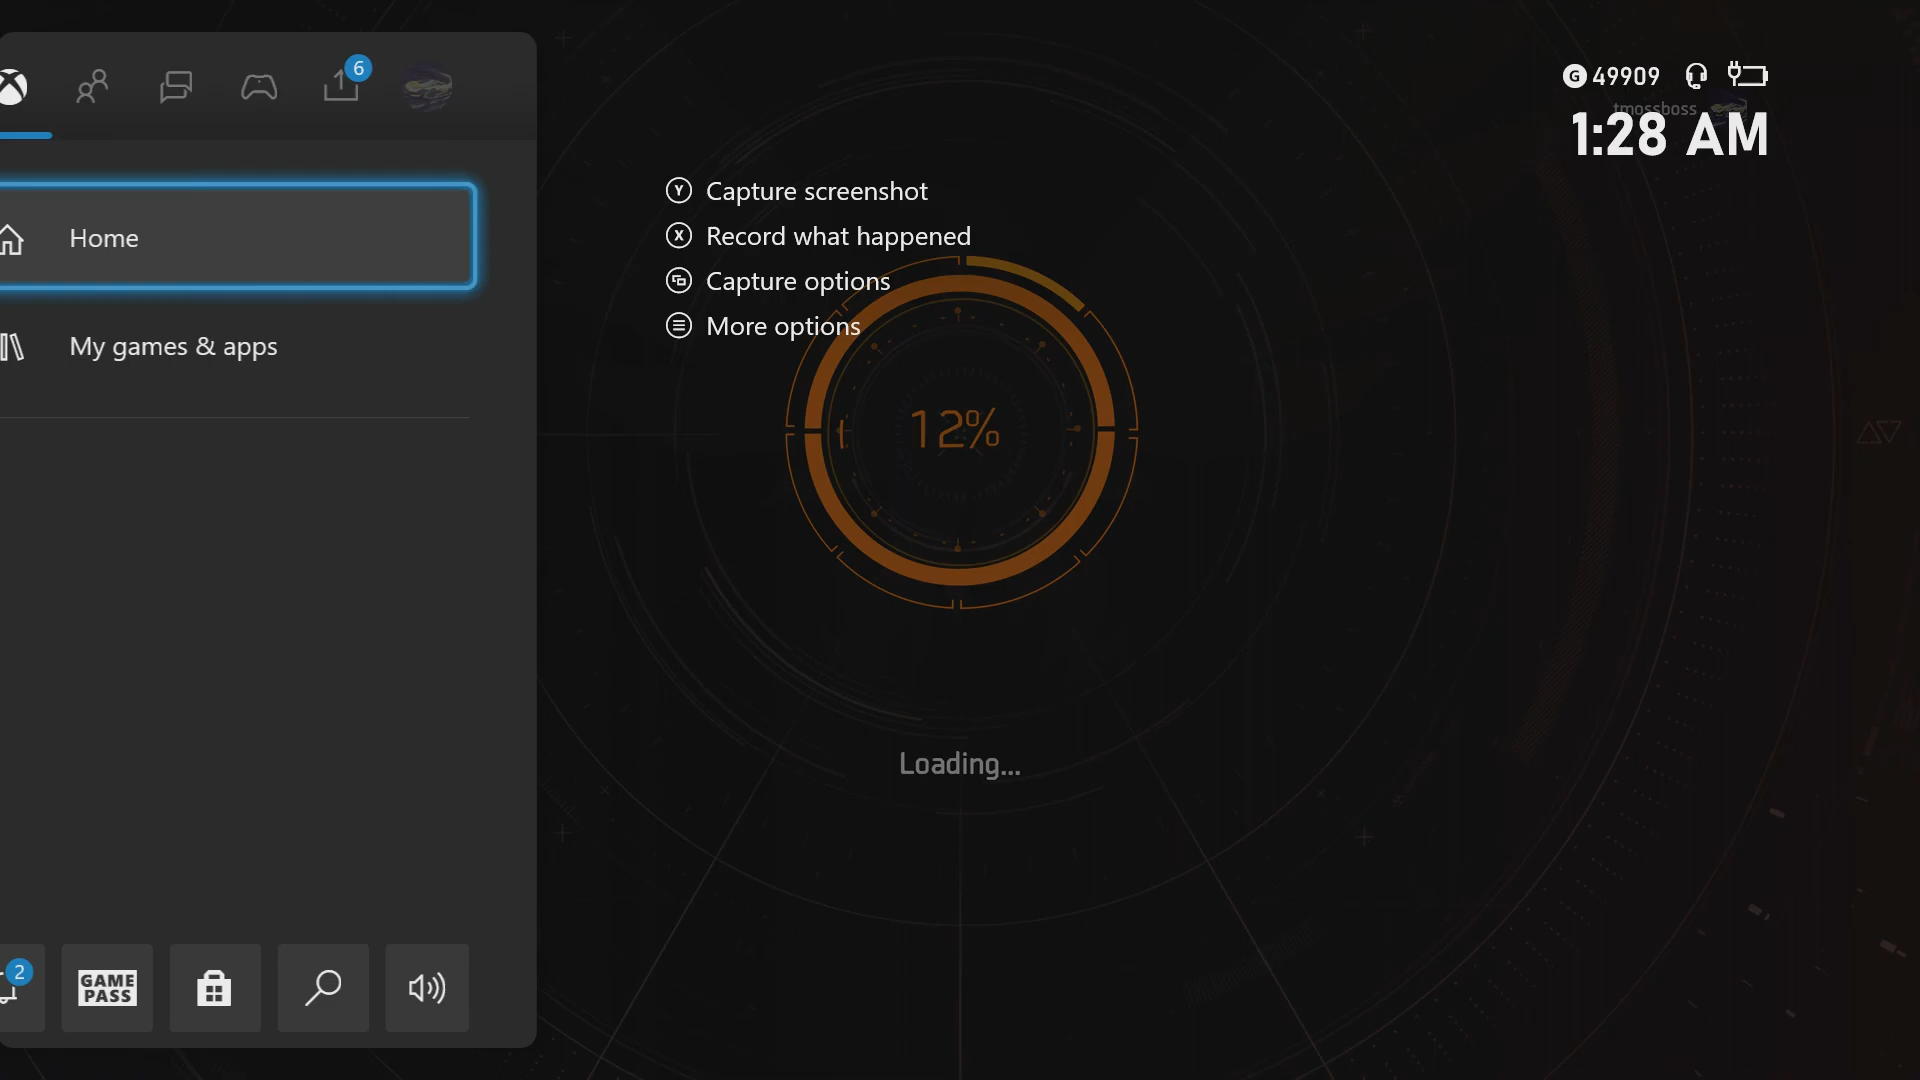 6
G 49909
tmossboss
1:28 AM
Y Capture screenshot
X Record what happened
Capture options
More options
Home
My games & apps
12%
Loading...
2
GAME
PASS